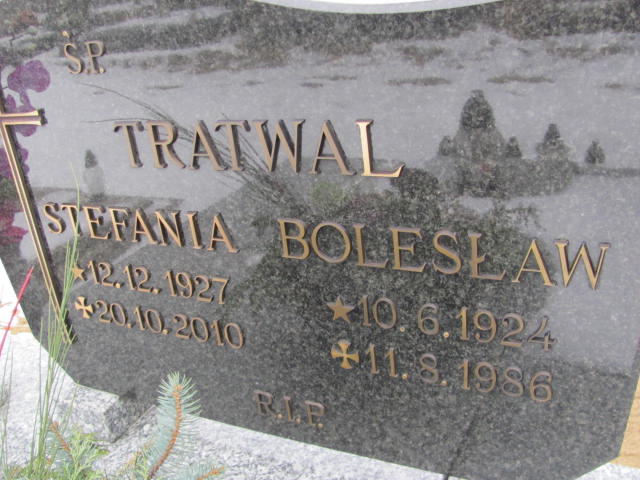 Ś.P.
TRATWAL
STEFANIA
★12.12.1927
✠20.10.2010
BOLESŁAW
★10.6.1924
✠11.8.1986
R.I.P.